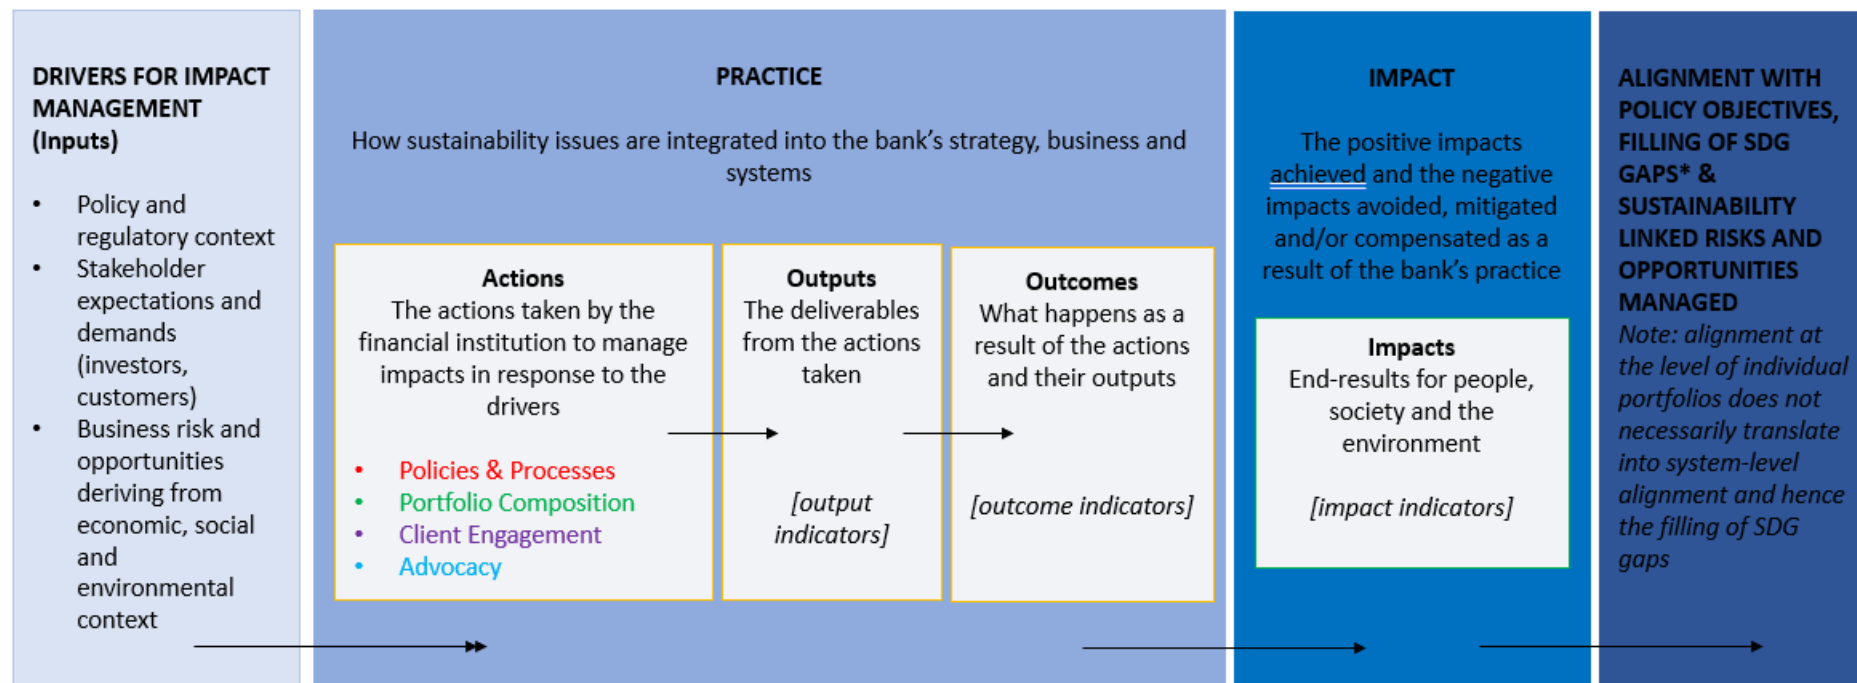 DRIVERS FOR IMPACT
MANAGEMENT
(Inputs)
• Policy and
regulatory context
• Stakeholder
expectations and
demands
(investors,
customers)
• Business risk and
opportunities
deriving from
economic, social
and
environmental
context
PRACTICE
How sustainability issues are integrated into the bank's strategy, business and
systems
Actions
The actions taken by the
financial institution to manage
impacts in response to the
drivers
• Policies & Processes
• Portfolio Composition
• Client Engagement
• Advocacy
Outputs
The deliverables
from the actions
taken
[output
indicators]
Outcomes
What happens as a
result of the actions
and their outputs
[outcome indicators]
IMPACT
The positive impacts
achieved and the negative
impacts avoided, mitigated
and/or compensated as a
result of the bank's practice
Impacts
End-results for people,
society and the
environment
[impact indicators]
ALIGNMENT WITH
POLICY OBJECTIVES,
FILLING OF SDG
GAPS* &
SUSTAINABILITY
LINKED RISKS AND
OPPORTUNITIES
MANAGED
Note: alignment at
the level of individual
portfolios does not
necessarily translate
into system-level
alignment and hence
the filling of SDG
gaps